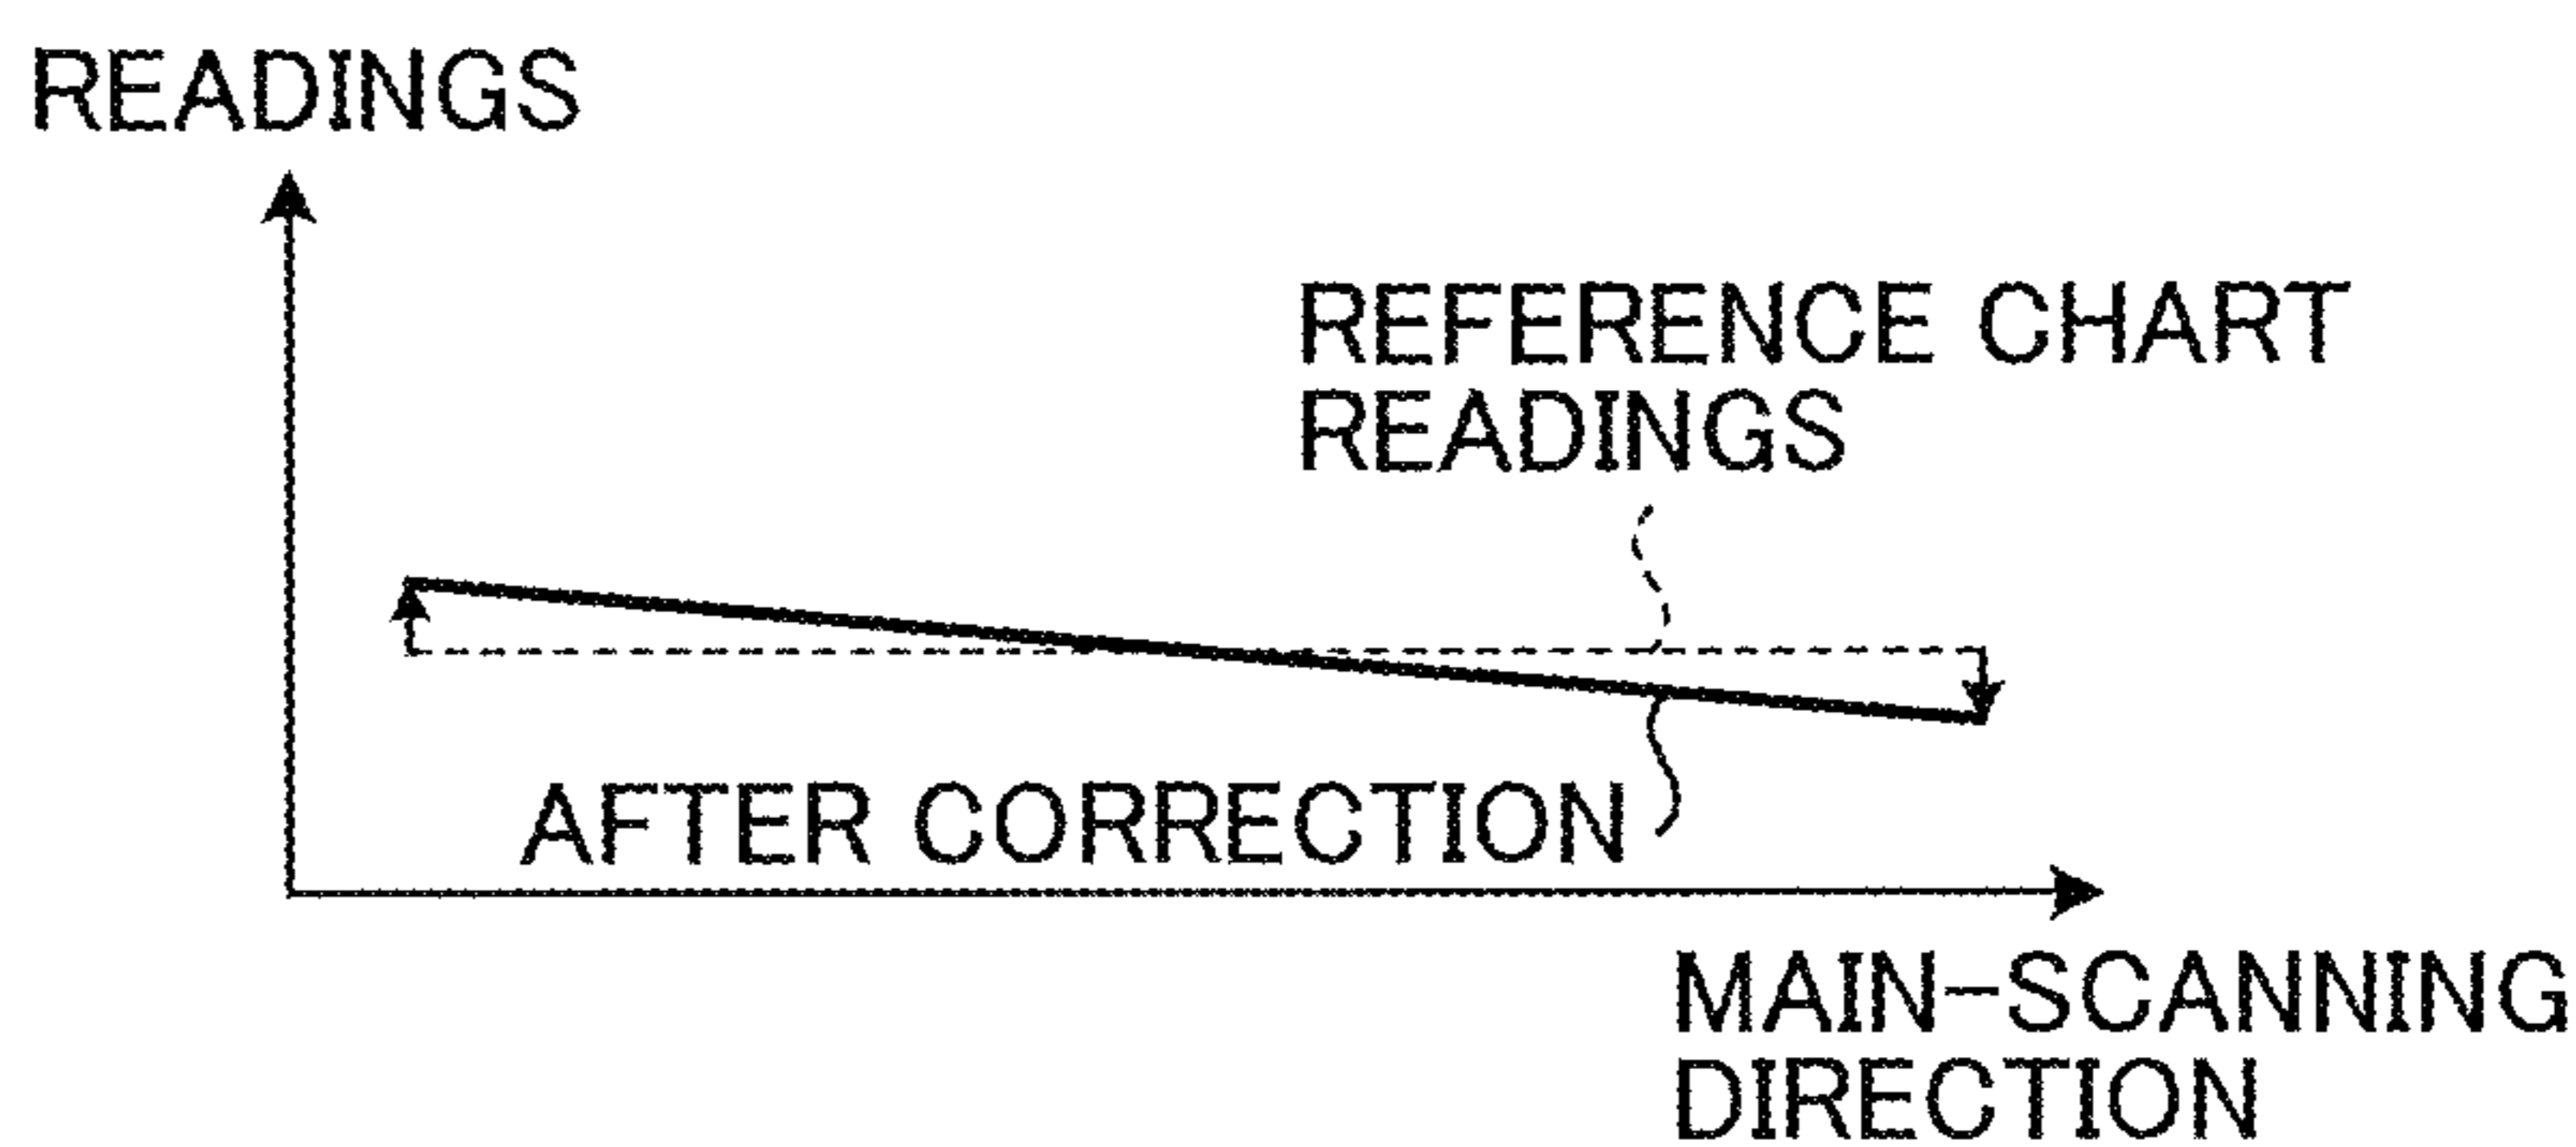 READINGS
REFERENCE CHART
READINGS
AFTER CORRECTION
MAIN-SCANNING
DIRECTION